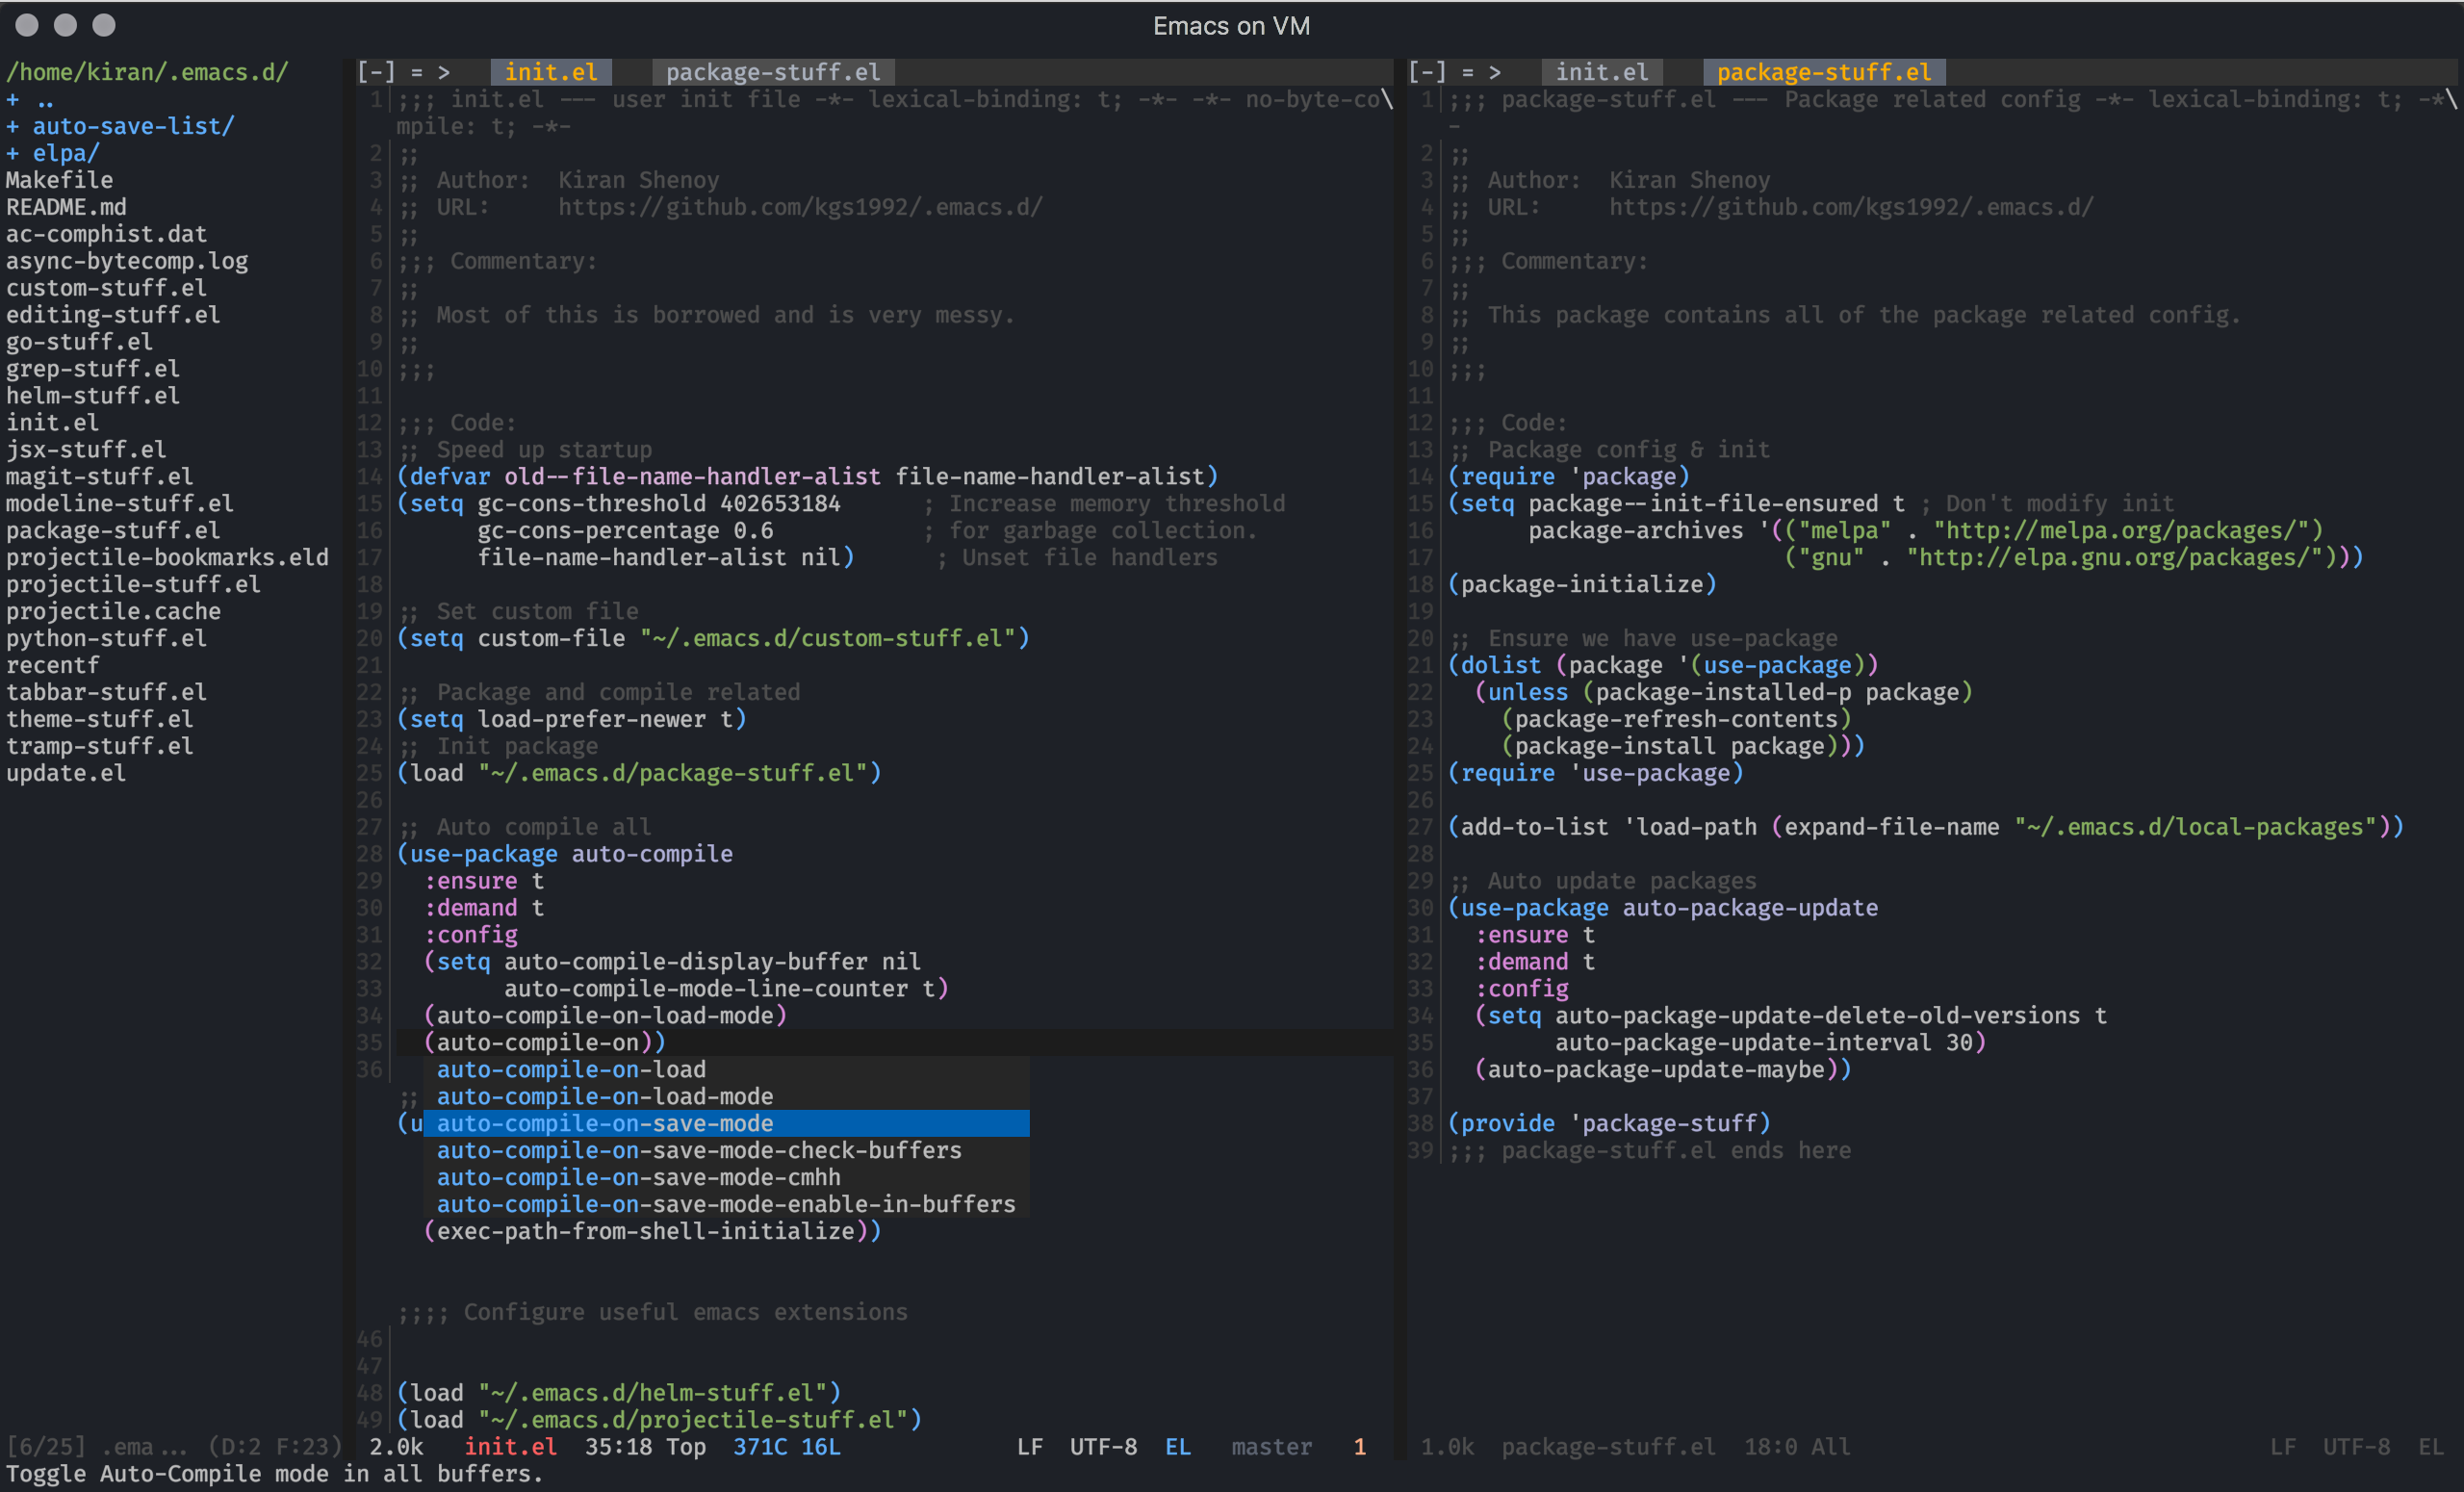 Emacs on VM
/home/kiran/.emacs.d/
+ ..
+ auto-save-list/
+ elpa/
Makefile
README.md
ac-comphist.dat
async-bytecomp.log
custom-stuff.el
editing-stuff.el
go-stuff.el
grep-stuff.el
helm-stuff.el
init.el
jsx-stuff.el
magit-stuff.el
modeline-stuff.el
package-stuff.el
projectile-bookmarks.eld
projectile-stuff.el
projectile.cache
python-stuff.el
recentf
tabbar-stuff.el
theme-stuff.el
tramp-stuff.el
update.el
[6/25] .ema... (D:2 F:23)
[-] = > init.el package-stuff.el
1 ;;; init.el --- user init file -*- lexical-binding: t; -*- -*- no-byte-co\
mpile: t; -*-
2 ;;
3 ;; Author:  Kiran Shenoy
4 ;; URL:     https://github.com/kgs1992/.emacs.d/
5 ;;
6 ;;; Commentary:
7 ;;
8 ;; Most of this is borrowed and is very messy.
9 ;;
10 ;;;
11
12 ;;; Code:
13 ;; Speed up startup
14 (defvar old--file-name-handler-alist file-name-handler-alist)
15 (setq gc-cons-threshold 402653184      ; Increase memory threshold
16       gc-cons-percentage 0.6           ; for garbage collection.
17       file-name-handler-alist nil)      ; Unset file handlers
18
19 ;; Set custom file
20 (setq custom-file "~/.emacs.d/custom-stuff.el")
21
22 ;; Package and compile related
23 (setq load-prefer-newer t)
24 ;; Init package
25 (load "~/.emacs.d/package-stuff.el")
26
27 ;; Auto compile all
28 (use-package auto-compile
29   :ensure t
30   :demand t
31   :config
32   (setq auto-compile-display-buffer nil
33         auto-compile-mode-line-counter t)
34   (auto-compile-on-load-mode)
35   (auto-compile-on))
36    auto-compile-on-load
;; auto-compile-on-load-mode
(u auto-compile-on-save-mode
auto-compile-on-save-mode-check-buffers
auto-compile-on-save-mode-cmhh
auto-compile-on-save-mode-enable-in-buffers
(exec-path-from-shell-initialize))
;;;; Configure useful emacs extensions
46
47
48 (load "~/.emacs.d/helm-stuff.el")
49 (load "~/.emacs.d/projectile-stuff.el")
2.0k init.el 35:18 Top 371C 16L LF UTF-8 EL master 1
[-] = > init.el package-stuff.el
1 ;;; package-stuff.el --- Package related config -*- lexical-binding: t; -*\
-
2 ;;
3 ;; Author:  Kiran Shenoy
4 ;; URL:     https://github.com/kgs1992/.emacs.d/
5 ;;
6 ;;; Commentary:
7 ;;
8 ;; This package contains all of the package related config.
9 ;;
10 ;;;
11
12 ;;; Code:
13 ;; Package config & init
14 (require 'package)
15 (setq package--init-file-ensured t ; Don't modify init
16       package-archives '(("melpa" . "http://melpa.org/packages/")
17                          ("gnu" . "http://elpa.gnu.org/packages/")))
18 (package-initialize)
19
20 ;; Ensure we have use-package
21 (dolist (package '(use-package))
22   (unless (package-installed-p package)
23     (package-refresh-contents)
24     (package-install package)))
25 (require 'use-package)
26
27 (add-to-list 'load-path (expand-file-name "~/.emacs.d/local-packages"))
28
29 ;; Auto update packages
30 (use-package auto-package-update
31   :ensure t
32   :demand t
33   :config
34   (setq auto-package-update-delete-old-versions t
35         auto-package-update-interval 30)
36   (auto-package-update-maybe))
37
38 (provide 'package-stuff)
39 ;;; package-stuff.el ends here
1.0k package-stuff.el 18:0 All LF UTF-8 EL
Toggle Auto-Compile mode in all buffers.